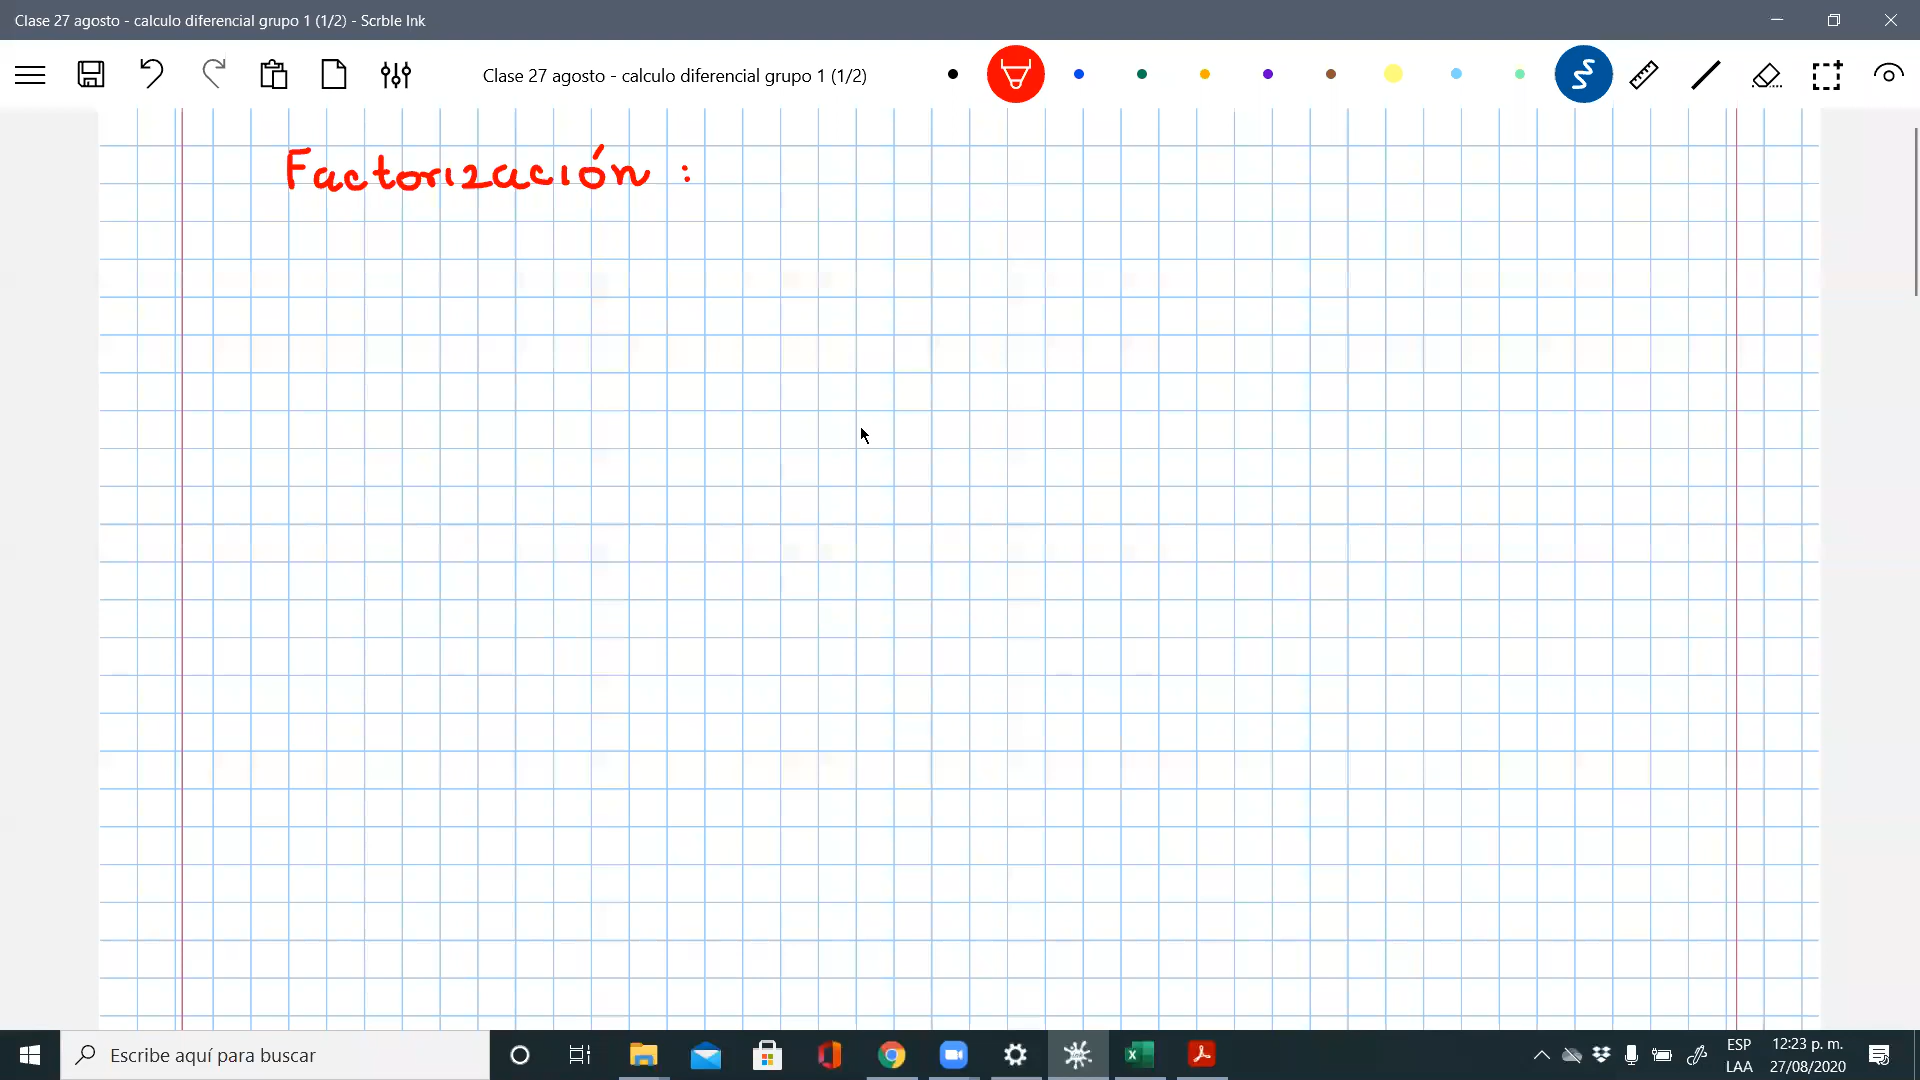 Clase 27 agosto - calculo diferencial grupo 1 (1/2) - Scrble Ink
Clase 27 agosto - calculo diferencial grupo 1 (1/2)
Factorización :
Escribe aquí para buscar
ESP
LAA
12:23 p. m.
27/08/2020